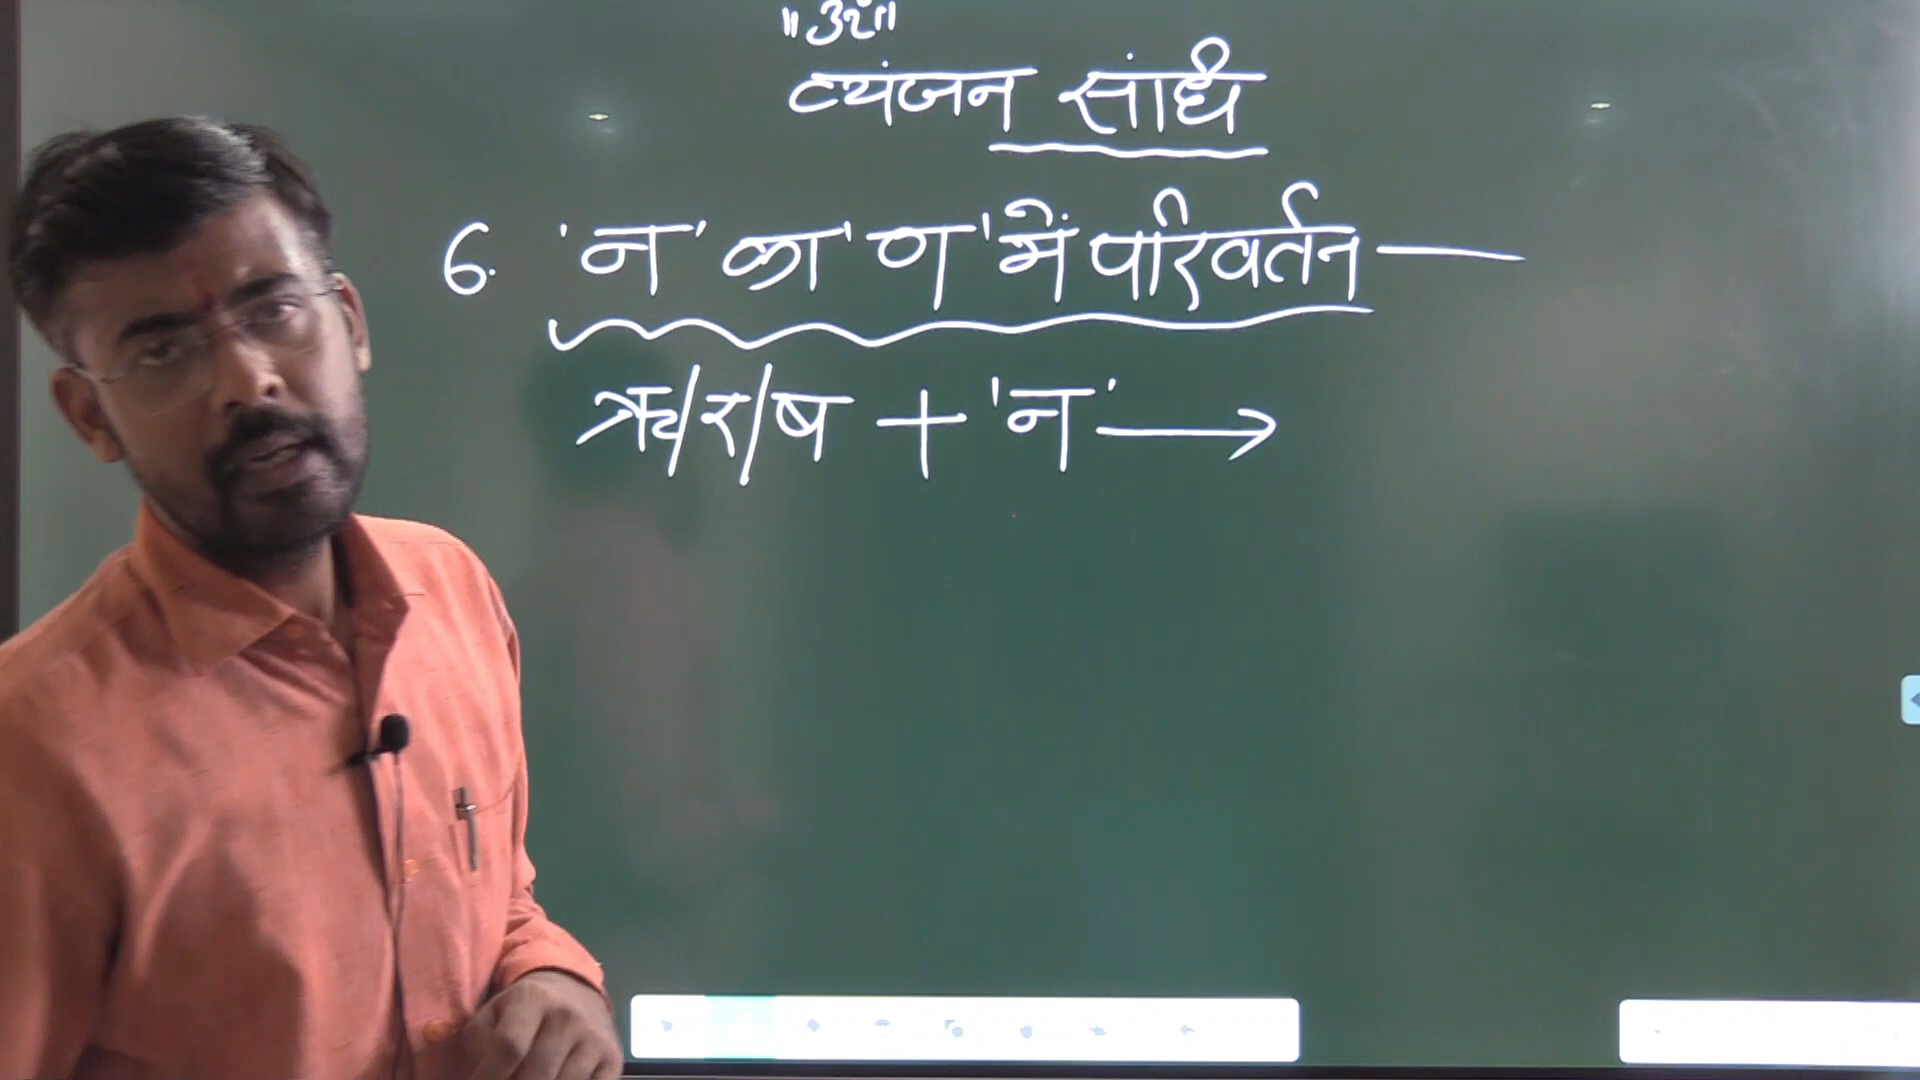 ॥ॐ॥
व्यंजन संधि
6. 'न' का 'ण' में परिवर्तन —
ऋ/र/ष + 'न' →